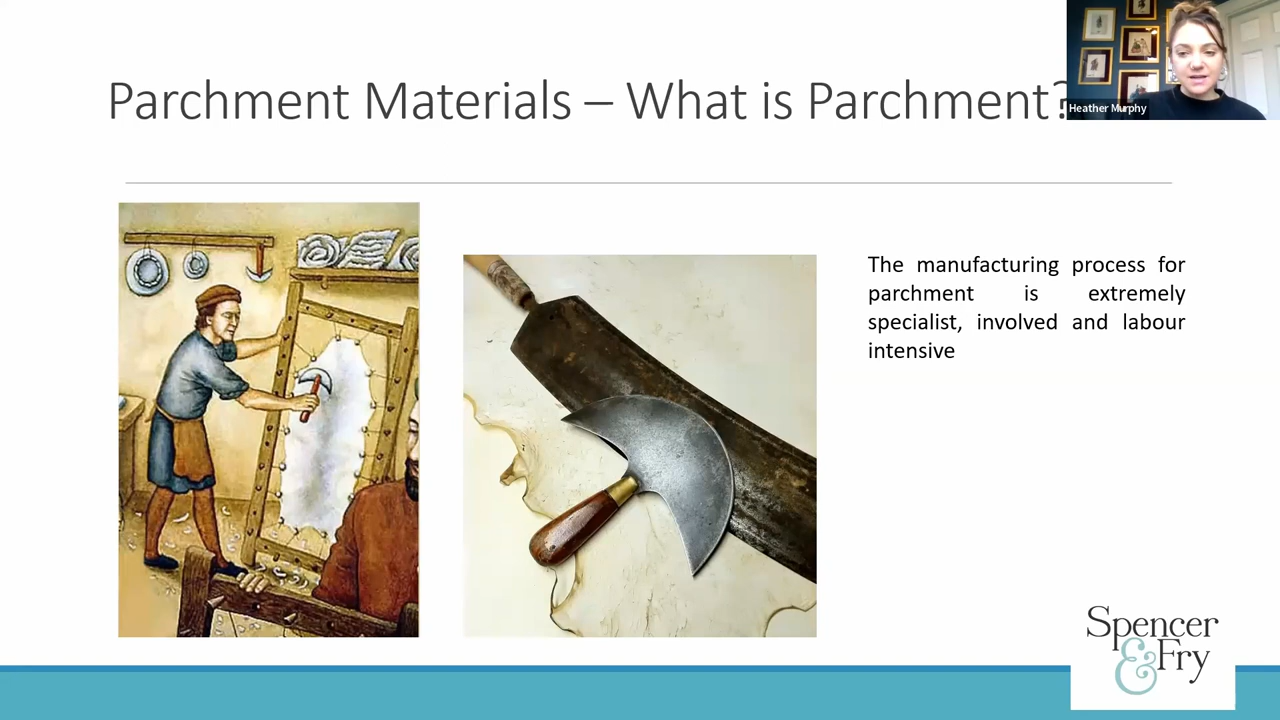 Parchment Materials – What is Parchment?
Heather Murphy
The manufacturing process for
parchment is extremely
specialist, involved and labour
intensive
Spencer
& Fry